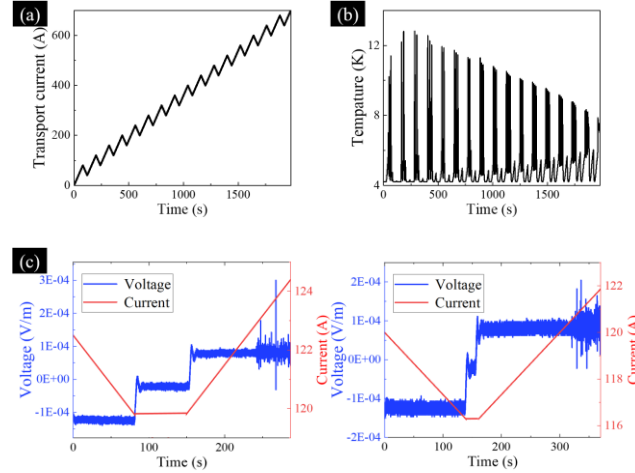 (a)
Transport current (A)
600
400
200
0
0 500 1000 1500
Time (s)
(b)
Tempature (K)
12
8
4
0 500 1000 1500
Time (s)
(c)
Voltage (V/m)
3E-04
2E-04
1E-04
0E+00
-1E-04
Voltage
Current
124
122
120
Current (A)
0 100 200
Time (s)
Voltage (V/m)
2E-04
1E-04
0E+00
-1E-04
-2E-04
Voltage
Current
122
120
118
116
Current (A)
0 100 200 300
Time (s)